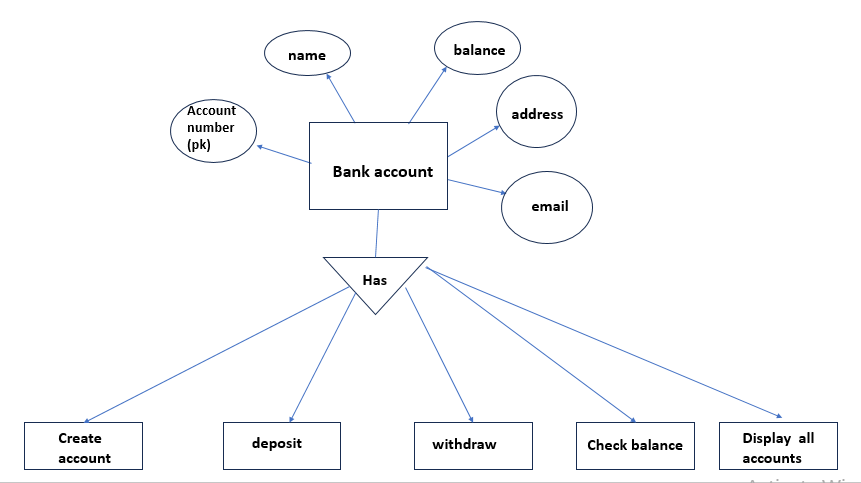 name
balance
Account
number
(pk)
address
Bank account
email
Has
Create
account
deposit
withdraw
Check balance
Display all
accounts